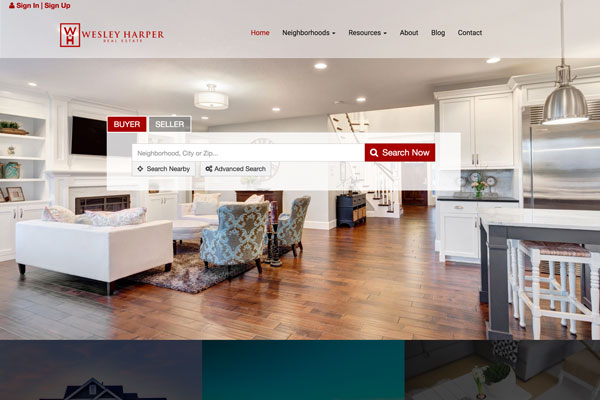 Sign In | Sign Up
WH WESLEY HARPER
REAL ESTATE
Home Neighborhoods Resources About Blog Contact
BUYER SELLER
Neighborhood, City or Zip... Search Now
Search Nearby Advanced Search